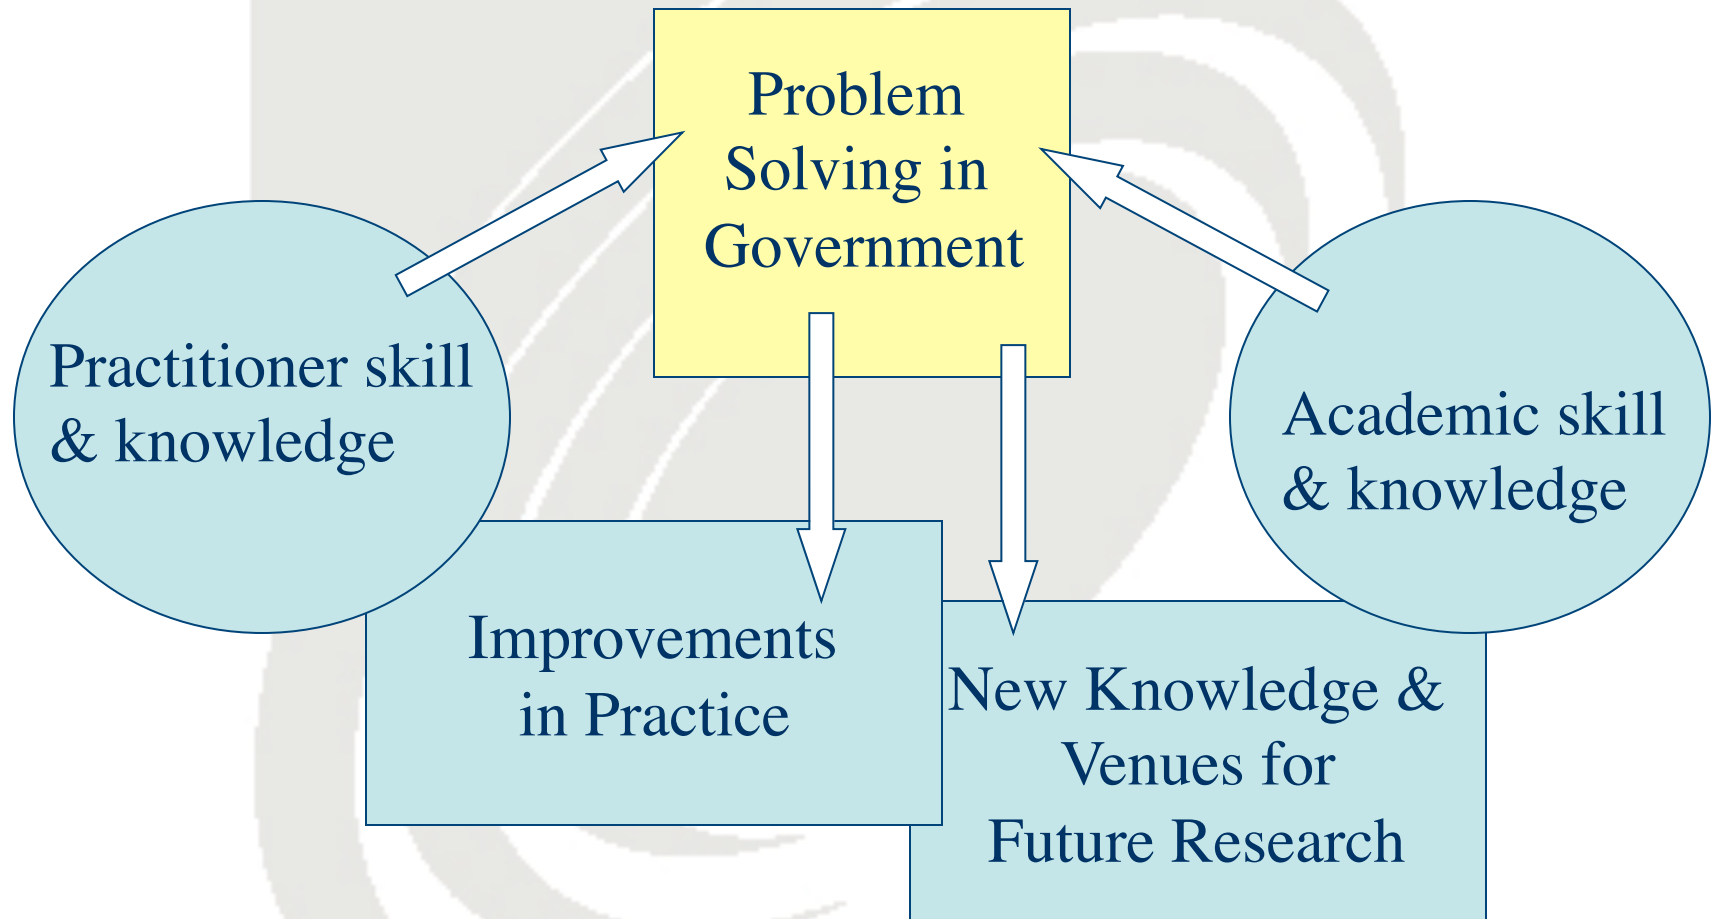 Problem
Solving in
Government
Practitioner skill
& knowledge
Academic skill
& knowledge
Improvements
in Practice
New Knowledge &
Venues for
Future Research